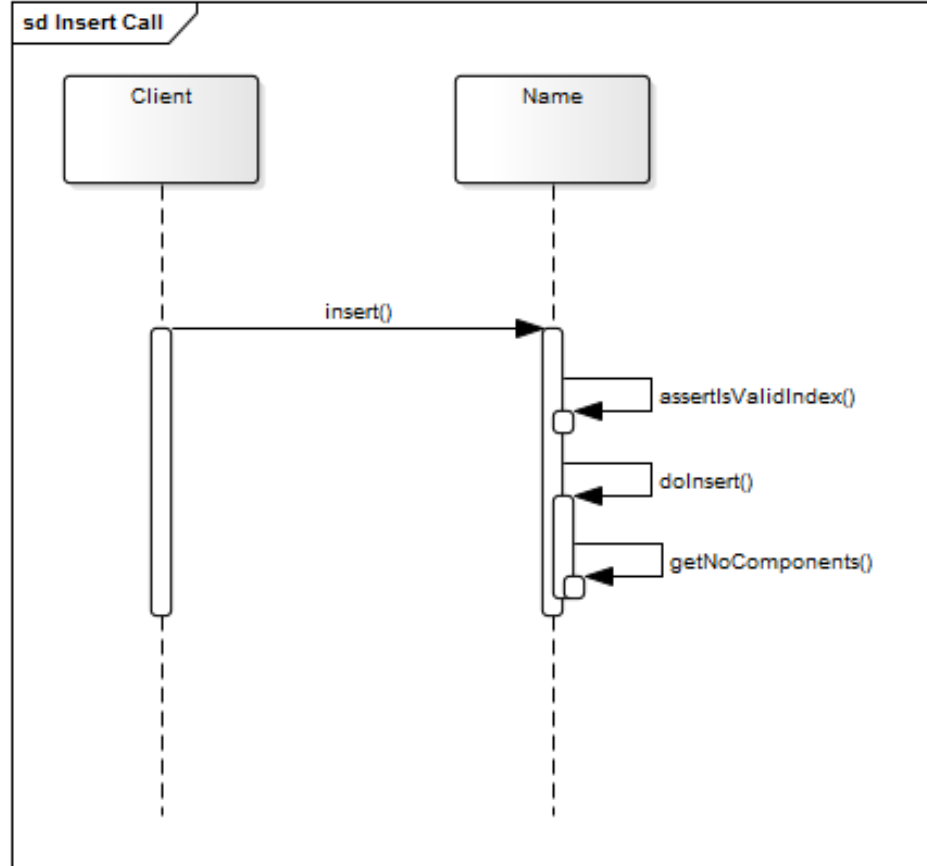 sd Insert Call
Client
Name
insert()
assertIsValidIndex()
doInsert()
getNoComponents()